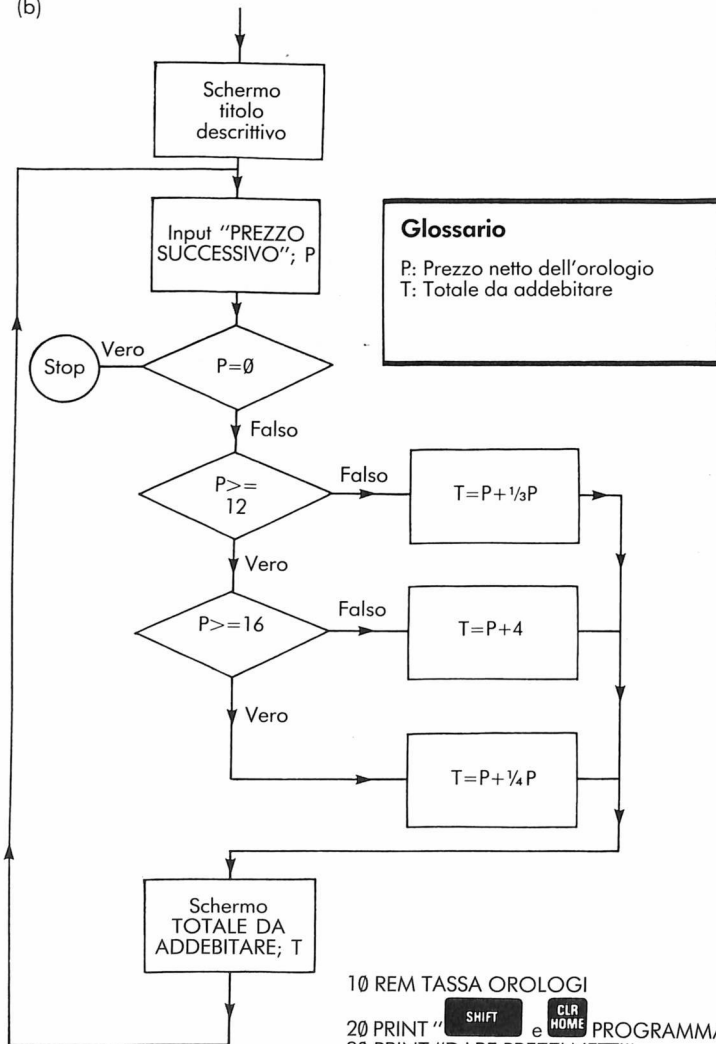 (b)
Schermo
titolo
descrittivo
Input “PREZZO
SUCCESSIVO”; P
Glossario
P: Prezzo netto dell'orologio
T: Totale da addebitare
Stop
Vero
P=Ø
Falso
P>=
12
Falso
T=P+⅓P
Vero
P>=16
Falso
T=P+4
Vero
T=P+¼P
Schermo
TOTALE DA
ADDEBITARE; T
1Ø REM TASSA OROLOGI
2Ø PRINT “ SHIFT e CLR HOME PROGRAMMA